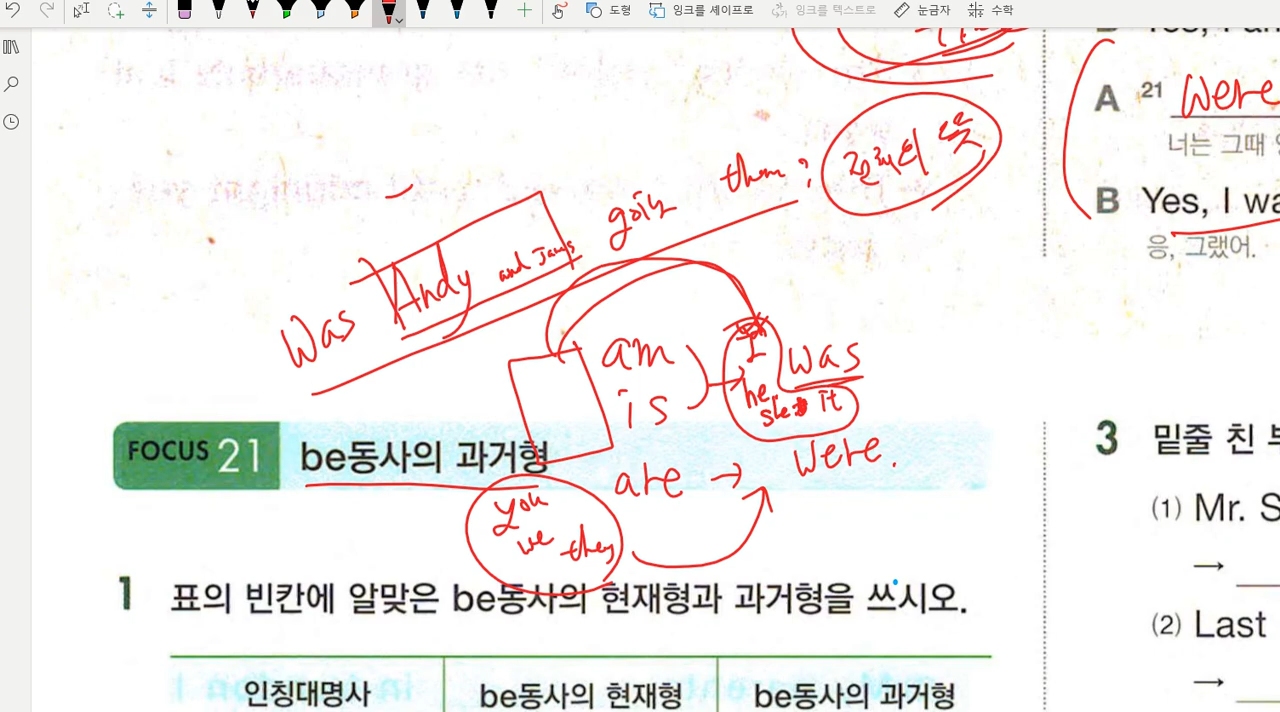 도형 잉크를 셰이프로 잉크를 텍스트로 눈금자 수학
Yes, I am
A 21 were
너는 그때
B Yes, I wa
응, 그랬어.
Was Andy and going them?
am
is
are → were.
I was
he
she it
you
we they
FOCUS 21 be동사의 과거형
1 표의 빈칸에 알맞은 be동사의 현재형과 과거형을 쓰시오.
인칭대명사 be동사의 현재형 be동사의 과거형
3 밑줄 친
(1) Mr. S
→
(2) Last
→